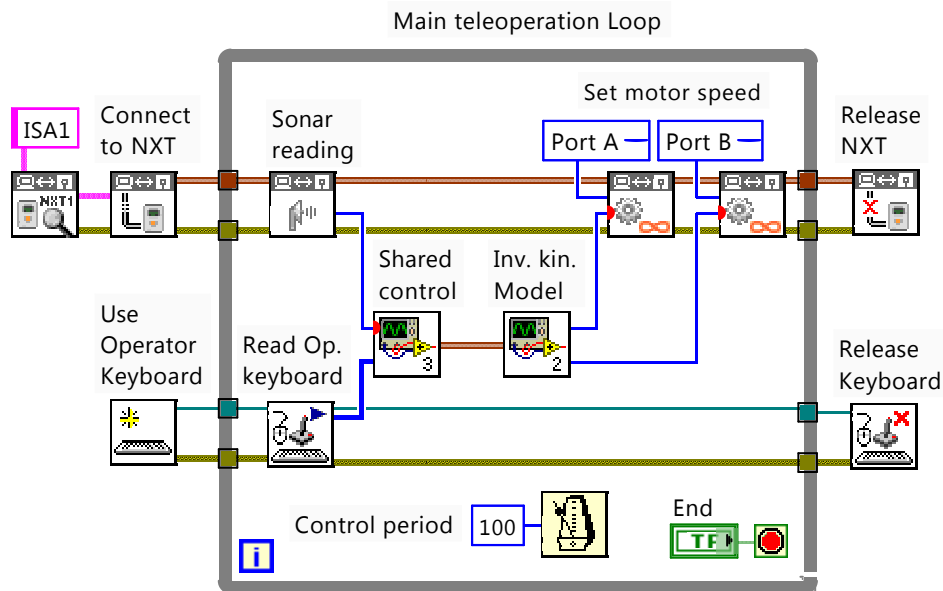 Main teleoperation Loop
ISA1
Connect
to NXT
Sonar
reading
Set motor speed
Port A
Port B
Release
NXT
NXT1
Shared
control
Inv. kin.
Model
3
2
Use
Operator
Keyboard
Read Op.
keyboard
Release
Keyboard
Control period
100
End
TF
i